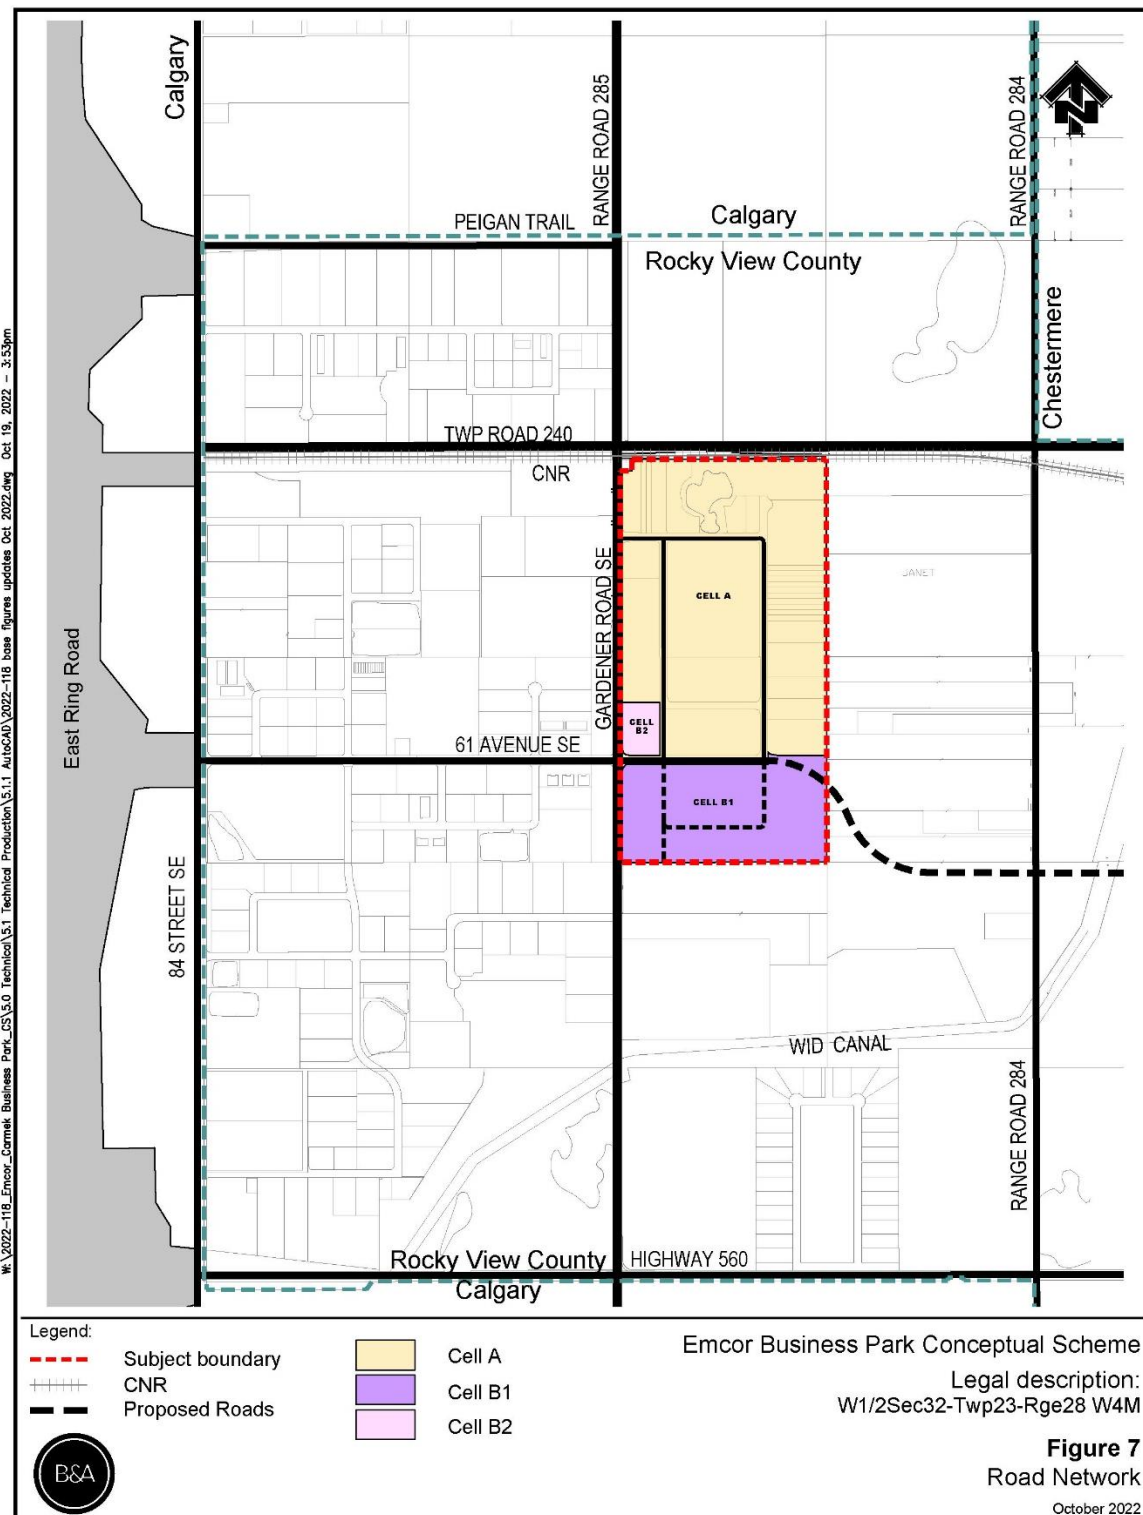 Calgary
RANGE ROAD 285
RANGE ROAD 284
N
PEIGAN TRAIL
Calgary
Rocky View County
Chestermere
TWP ROAD 240
CNR
JANET
GARDENER ROAD SE
CELL A
CELL
B2
61 AVENUE SE
CELL B1
East Ring Road
84 STREET SE
WID CANAL
RANGE ROAD 284
Rocky View County
HIGHWAY 560
Calgary
W:\2022-118_Emcor_Carmek Business Park_CS\5.0 Technical\5.1 Technical Production\5.1.1 AutoCAD\2022-118 base figures updates Oct 2022.dwg Oct 19, 2022 - 3:53pm
Legend:
Subject boundary
CNR
Proposed Roads
Cell A
Cell B1
Cell B2
B&A
Emcor Business Park Conceptual Scheme
Legal description:
W1/2Sec32-Twp23-Rge28 W4M
Figure 7
Road Network
October 2022